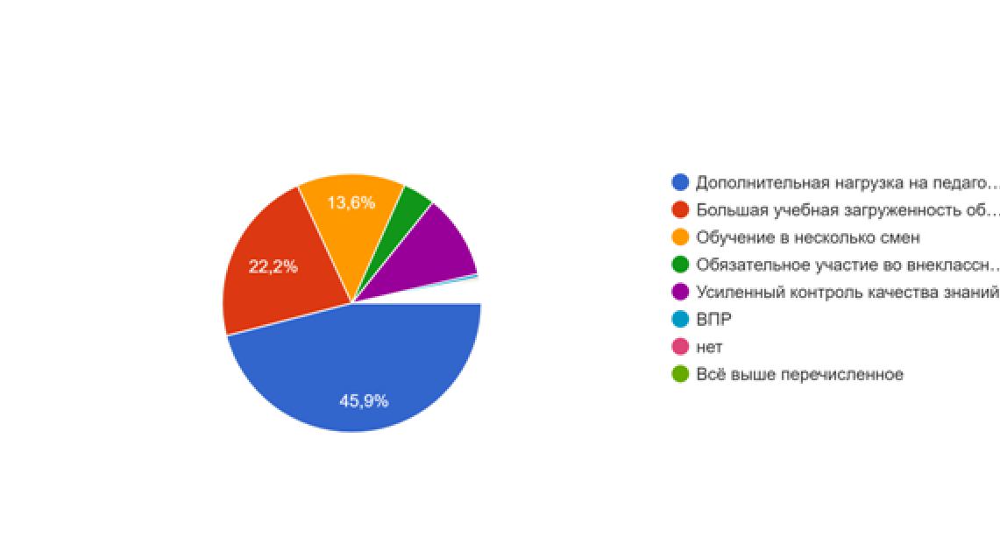 13,6%
22,2%
45,9%
Дополнительная нагрузка на педаго...
Большая учебная загруженность об...
Обучение в несколько смен
Обязательное участие во внеклассн...
Усиленный контроль качества знаний
ВПР
нет
Всё выше перечисленное